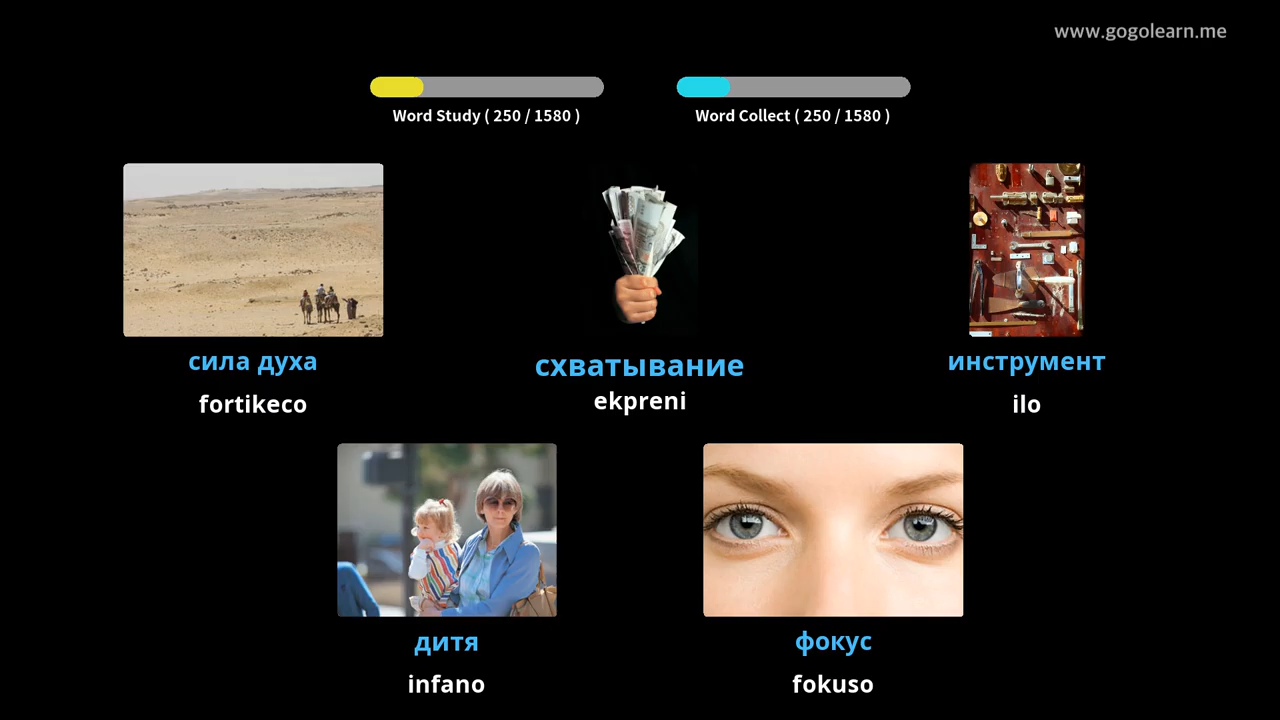 www.gogolearn.me
Word Study ( 250 / 1580 )
Word Collect ( 250 / 1580 )
сила духа
fortikeco
схватывание
ekpreni
инструмент
ilo
дитя
infano
фокус
fokuso